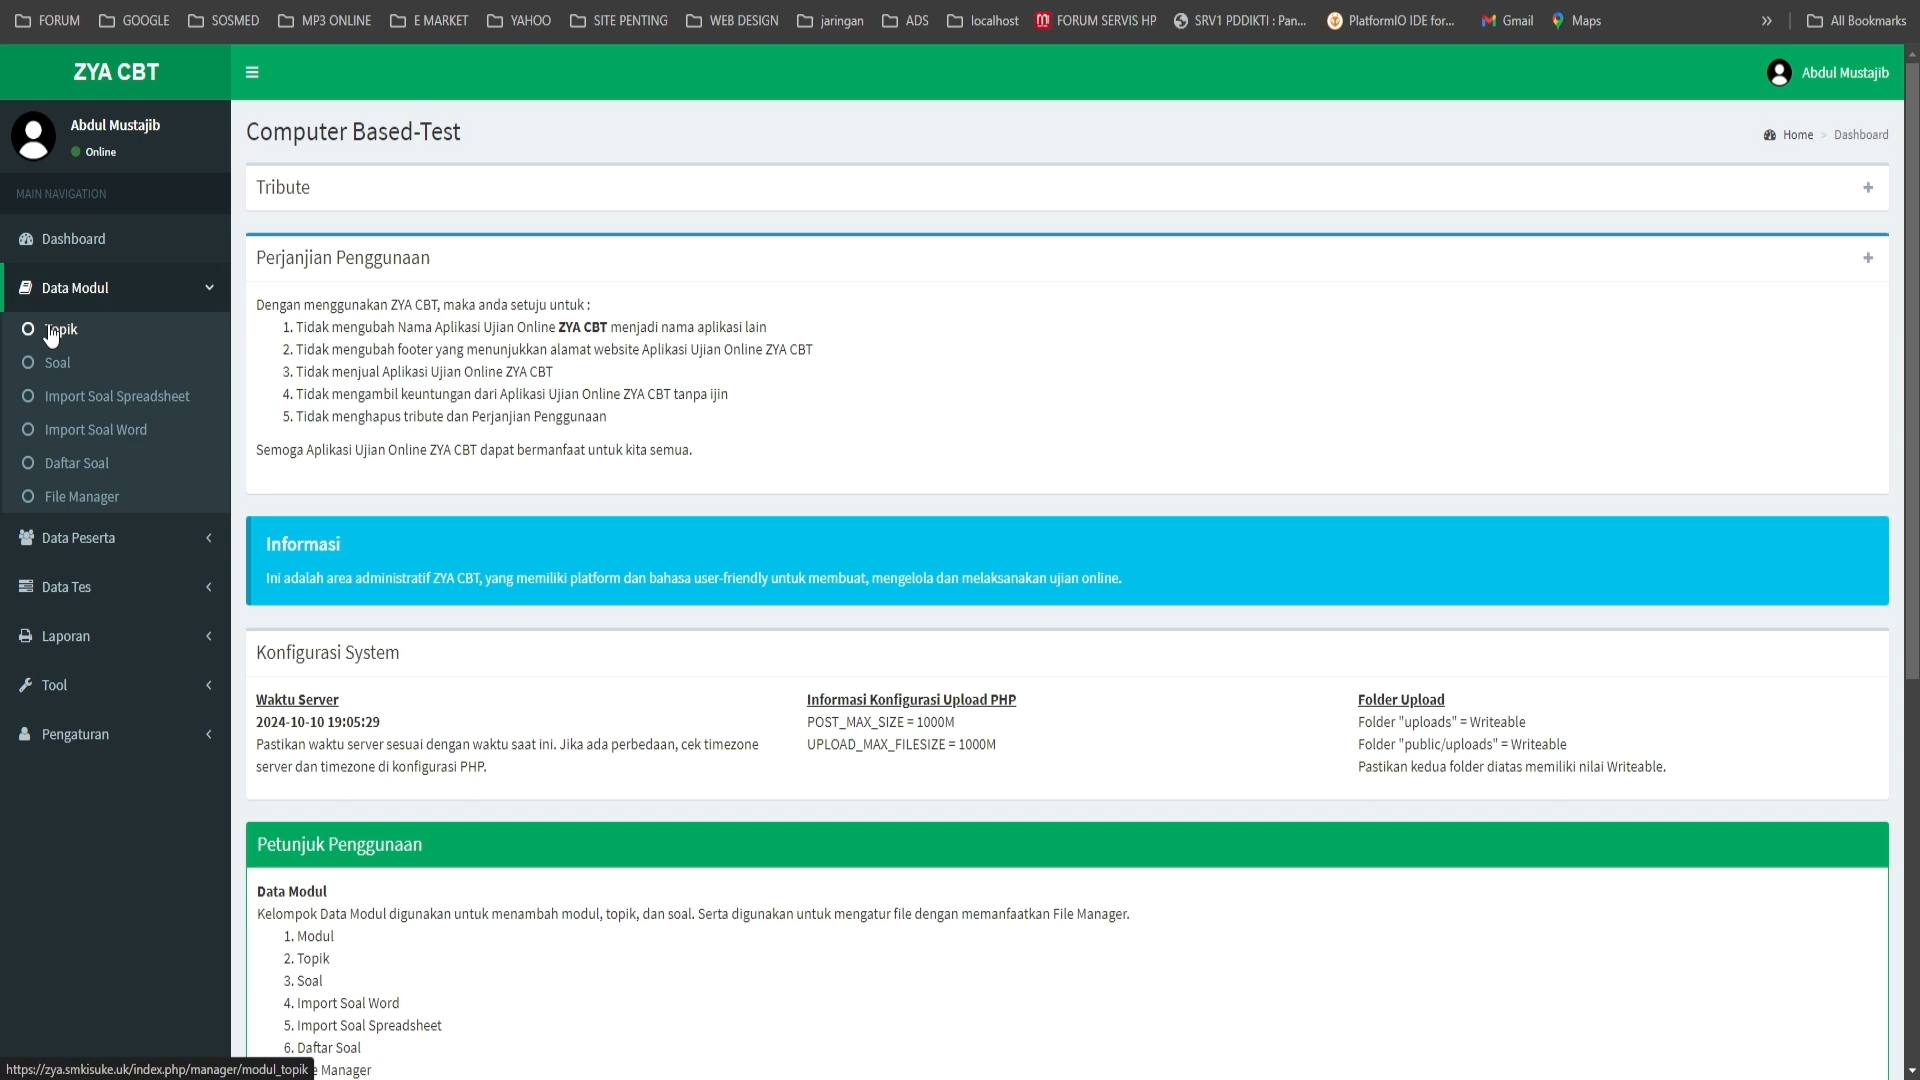 FORUM GOOGLE SOSMED MP3 ONLINE E MARKET YAHOO SITE PENTING WEB DESIGN jaringan ADS localhost FORUM SERVIS HP SRV1 PDDIKTI : Pan... PlatformIO IDE for... Gmail Maps » All Bookmarks
ZYA CBT
Abdul Mustajib
Abdul Mustajib
Online
MAIN NAVIGATION
Dashboard
Data Modul
Topik
Soal
Import Soal Spreadsheet
Import Soal Word
Daftar Soal
File Manager
Data Peserta
Data Tes
Laporan
Tool
Pengaturan
Computer Based-Test
Home > Dashboard
Tribute
Perjanjian Penggunaan
Dengan menggunakan ZYA CBT, maka anda setuju untuk :
1. Tidak mengubah Nama Aplikasi Ujian Online ZYA CBT menjadi nama aplikasi lain
2. Tidak mengubah footer yang menunjukkan alamat website Aplikasi Ujian Online ZYA CBT
3. Tidak menjual Aplikasi Ujian Online ZYA CBT
4. Tidak mengambil keuntungan dari Aplikasi Ujian Online ZYA CBT tanpa ijin
5. Tidak menghapus tribute dan Perjanjian Penggunaan
Semoga Aplikasi Ujian Online ZYA CBT dapat bermanfaat untuk kita semua.
Informasi
Ini adalah area administratif ZYA CBT, yang memiliki platform dan bahasa user-friendly untuk membuat, mengelola dan melaksanakan ujian online.
Konfigurasi System
Waktu Server
2024-10-10 19:05:29
Pastikan waktu server sesuai dengan waktu saat ini. Jika ada perbedaan, cek timezone
server dan timezone di konfigurasi PHP.
Informasi Konfigurasi Upload PHP
POST_MAX_SIZE = 1000M
UPLOAD_MAX_FILESIZE = 1000M
Folder Upload
Folder "uploads" = Writeable
Folder "public/uploads" = Writeable
Pastikan kedua folder diatas memiliki nilai Writeable.
Petunjuk Penggunaan
Data Modul
Kelompok Data Modul digunakan untuk menambah modul, topik, dan soal. Serta digunakan untuk mengatur file dengan memanfaatkan File Manager.
1. Modul
2. Topik
3. Soal
4. Import Soal Word
5. Import Soal Spreadsheet
6. Daftar Soal
Manager
https://zya.smkisuke.uk/index.php/manager/modul_topik